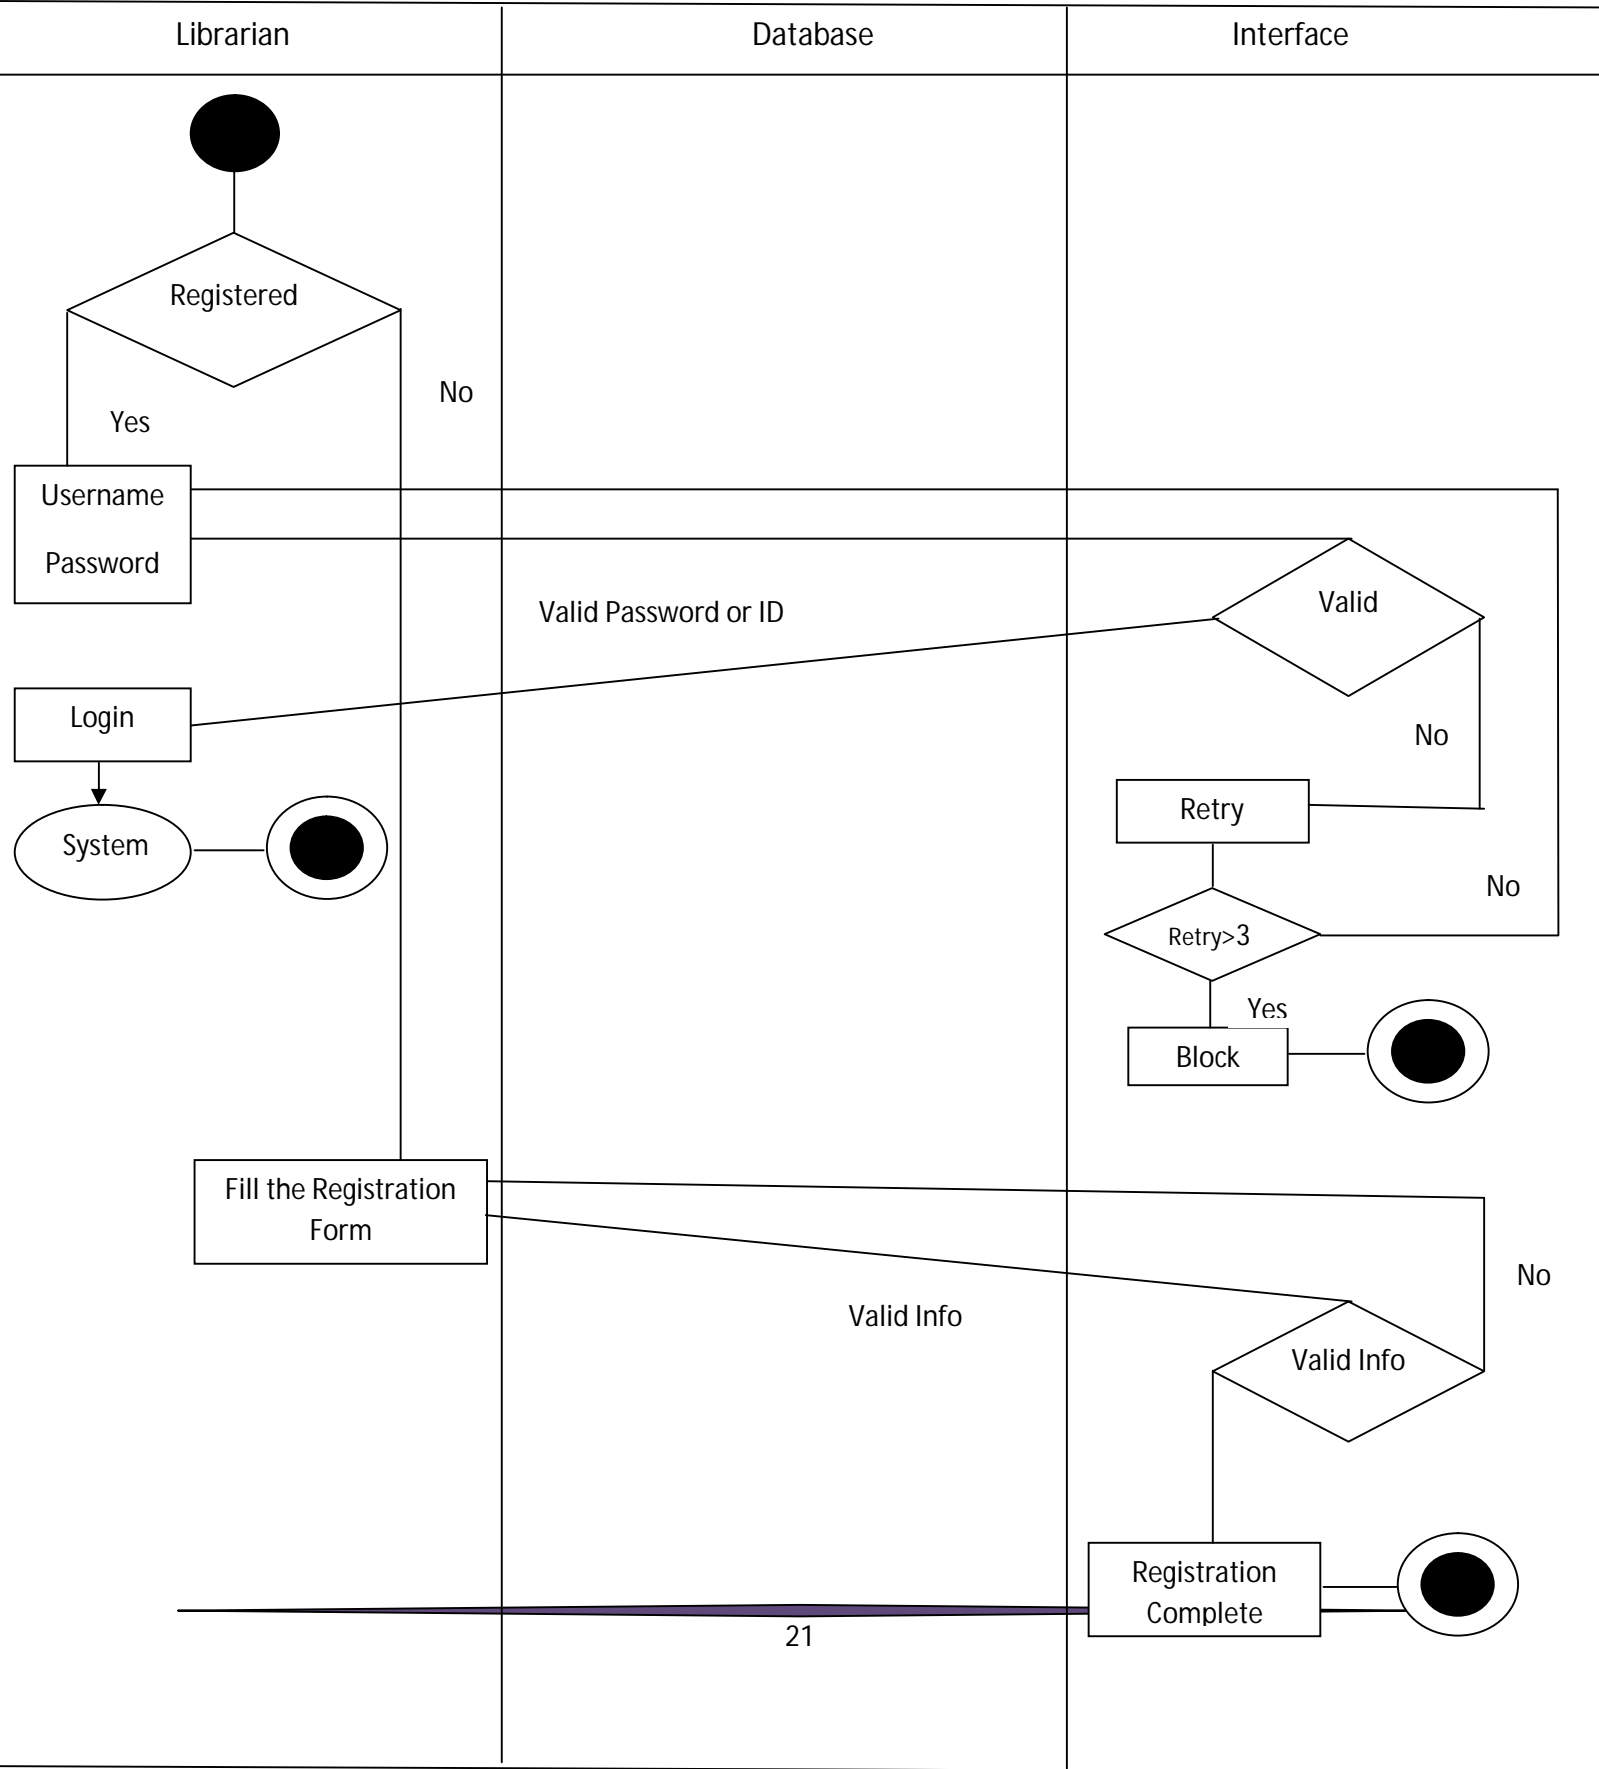 Librarian
Database
Interface
Registered
No
Yes
Username
Password
Valid Password or ID
Valid
Login
No
Retry
System
No
Retry>3
Yes
Block
Fill the Registration
Form
No
Valid Info
Valid Info
Registration
Complete
21